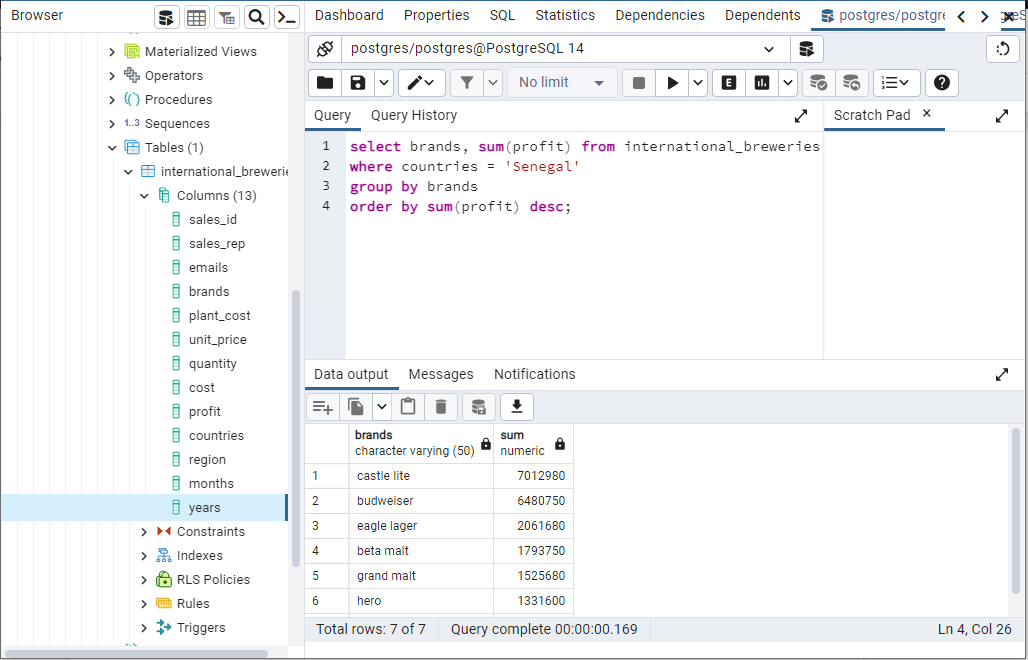 Browser
Dashboard Properties SQL Statistics Dependencies Dependents postgres/postgre
postgres/postgres@PostgreSQL 14
No limit
Query Query History Scratch Pad
1 select brands, sum(profit) from international_breweries
2 where countries = 'Senegal'
3 group by brands
4 order by sum(profit) desc;
Materialized Views
Operators
Procedures
1..3 Sequences
Tables (1)
international_brewerie
Columns (13)
sales_id
sales_rep
emails
brands
plant_cost
unit_price
quantity
cost
profit
countries
region
months
years
Constraints
Indexes
RLS Policies
Rules
Triggers
Data output Messages Notifications
brands sum
character varying (50) numeric
1 castle lite 7012980
2 budweiser 6480750
3 eagle lager 2061680
4 beta malt 1793750
5 grand malt 1525680
6 hero 1331600
Total rows: 7 of 7 Query complete 00:00:00.169 Ln 4, Col 26